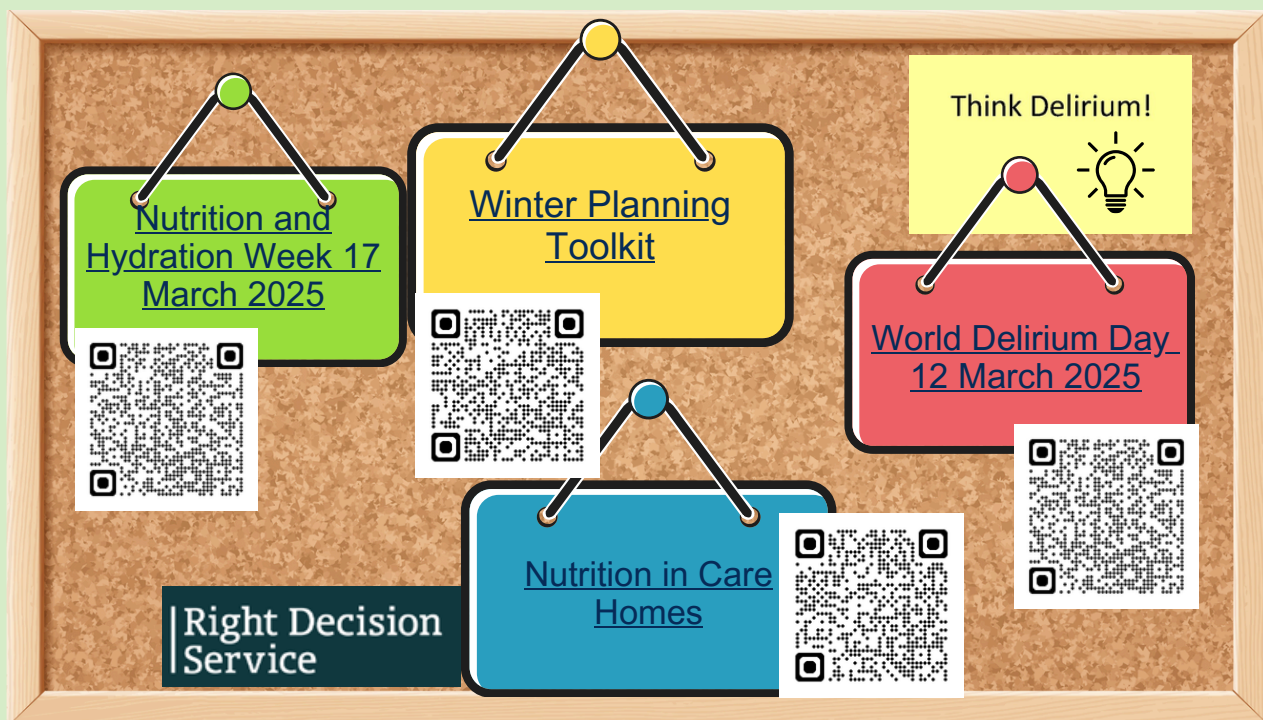 Nutrition and
Hydration Week 17
March 2025
Winter Planning
Toolkit
Think Delirium!
World Delirium Day
12 March 2025
Nutrition in Care
Homes
Right Decision
Service